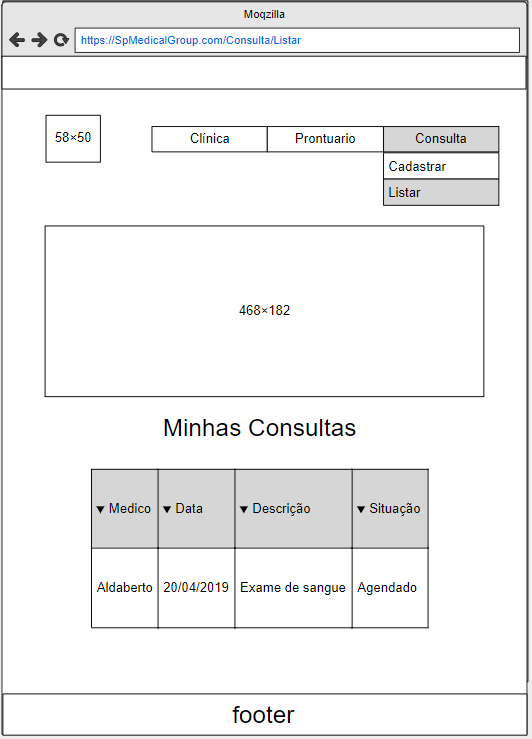 Moqzilla
https://SpMedicalGroup.com/Consulta/Listar
58×50
Clínica Prontuario Consulta
Cadastrar
Listar
468×182
Minhas Consultas
Medico Data Descrição Situação
Aldaberto 20/04/2019 Exame de sangue Agendado
footer